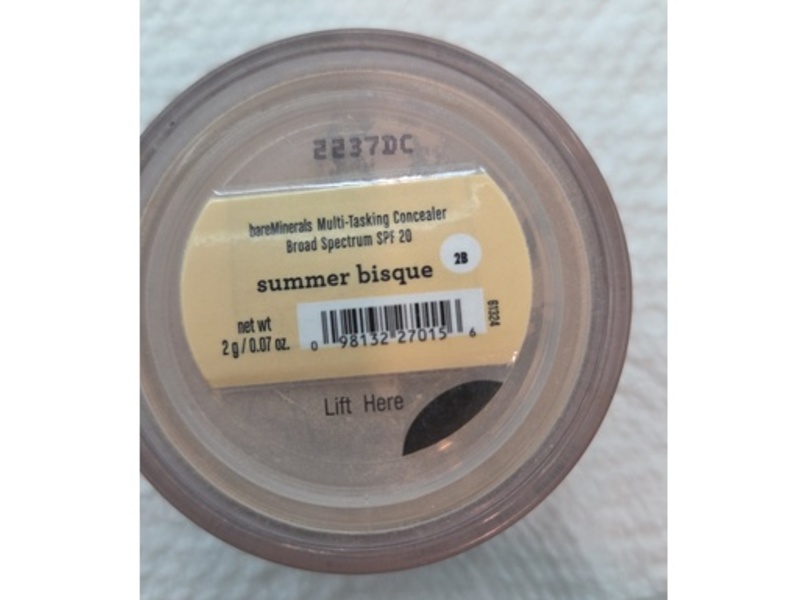 2237DC
bareMinerals Multi-Tasking Concealer
Broad Spectrum SPF 20
2B
summer bisque
net wt
2 g / 0.07 oz.
61324
0 98132 27015 6
Lift Here